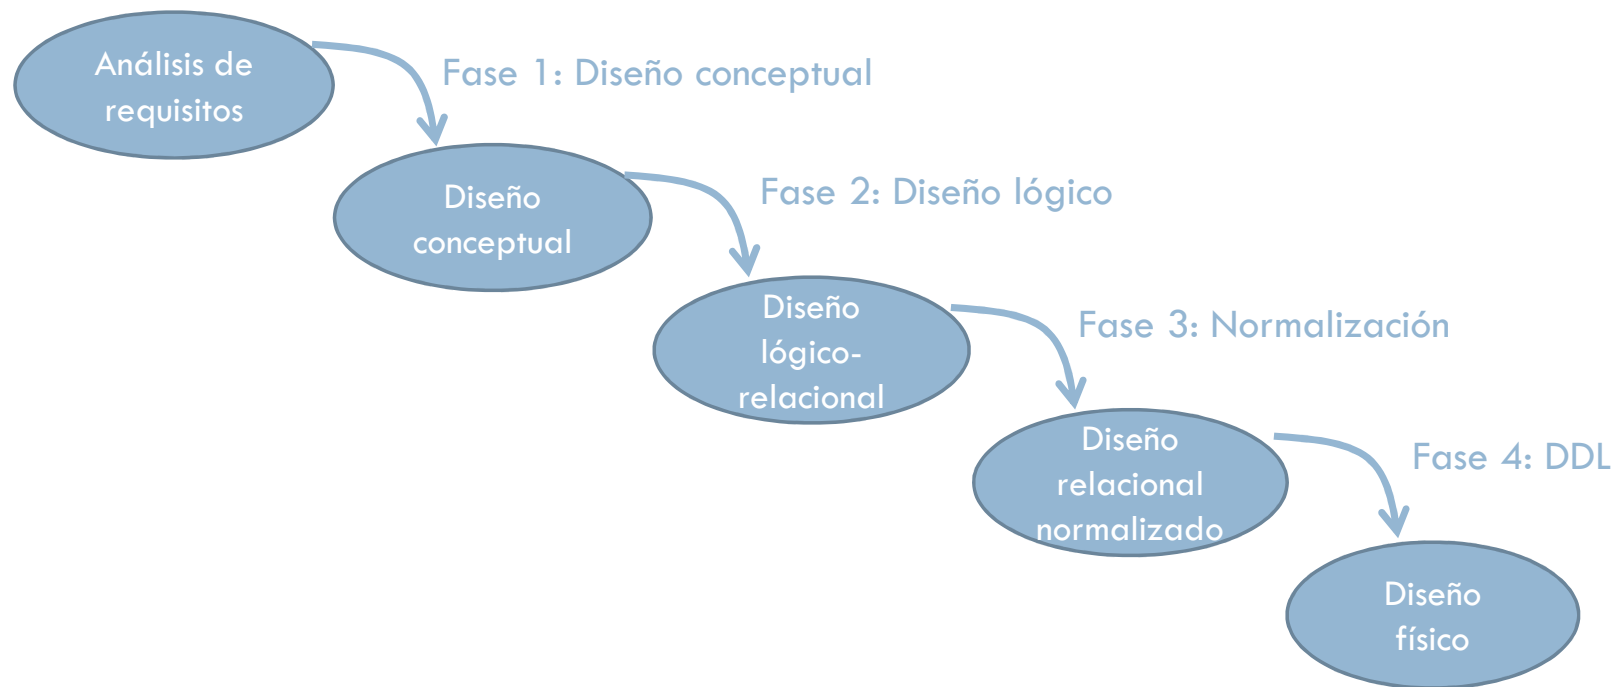 Análisis de
requisitos
Fase 1: Diseño conceptual
Diseño
conceptual
Fase 2: Diseño lógico
Diseño
lógico-
relacional
Fase 3: Normalización
Diseño
relacional
normalizado
Fase 4: DDL
Diseño
físico